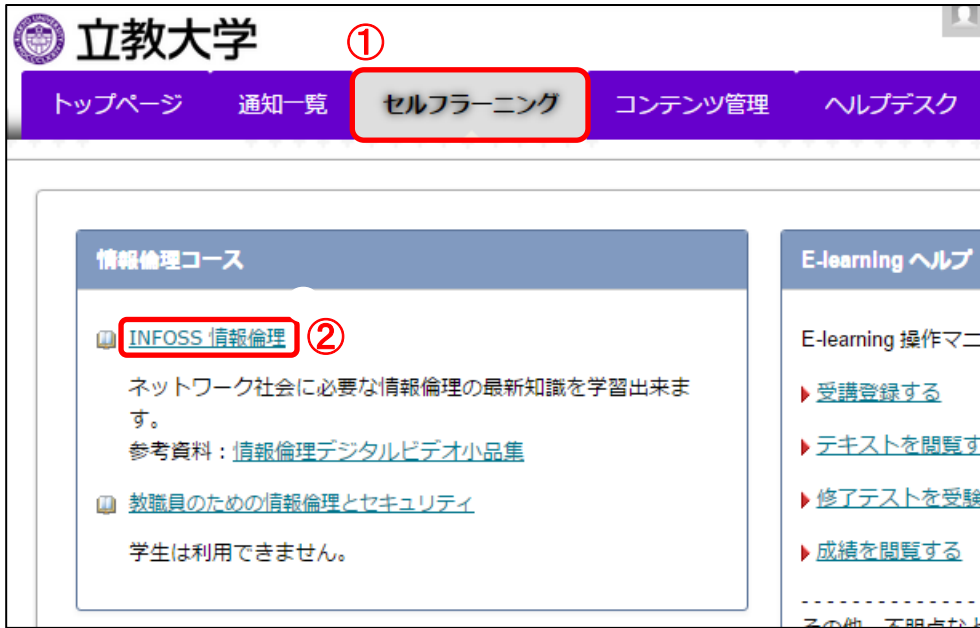 立教大学
①
トップページ 通知一覧 セルフラーニング コンテンツ管理 ヘルプデスク
情報倫理コース
INFOSS 情報倫理 ②
ネットワーク社会に必要な情報倫理の最新知識を学習出来ま
す。
参考資料：情報倫理デジタルビデオ小品集
教職員のための情報倫理とセキュリティ
学生は利用できません。
E-learning ヘルプ
E-learning 操作マニ
受講登録する
テキストを閲覧す
修了テストを受験
成績を閲覧する
--------------